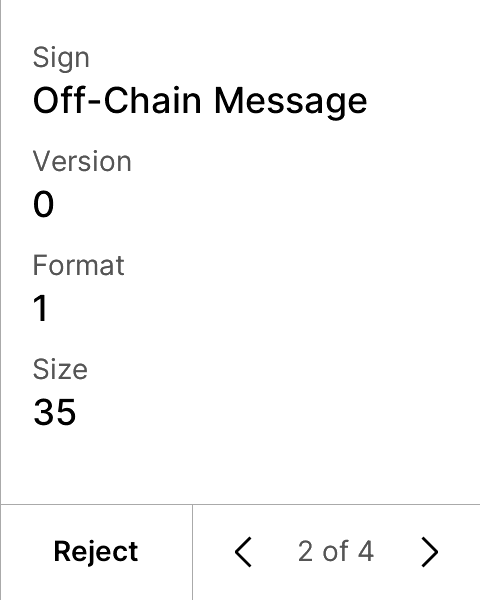 Sign
Off-Chain Message
Version
0
Format
1
Size
35
Reject
2 of 4